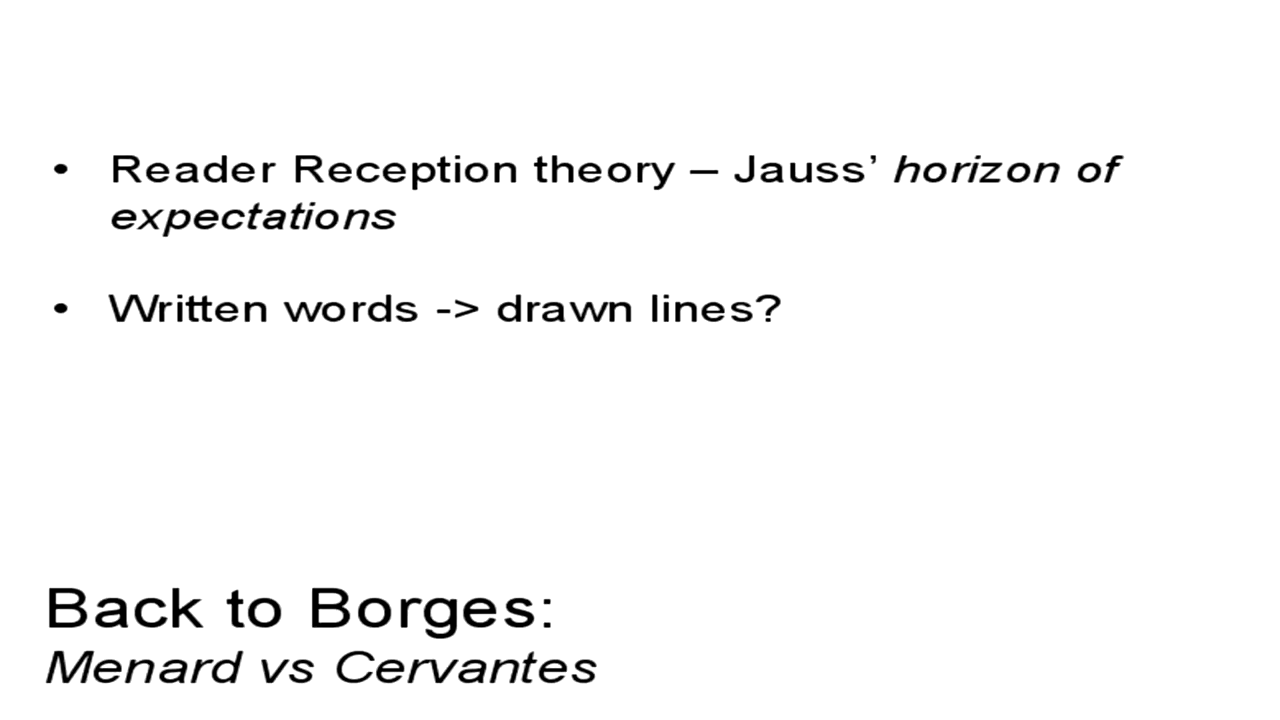 • Reader Reception theory – Jauss’ horizon of
expectations
• Written words -> drawn lines?
Back to Borges:
Menard vs Cervantes